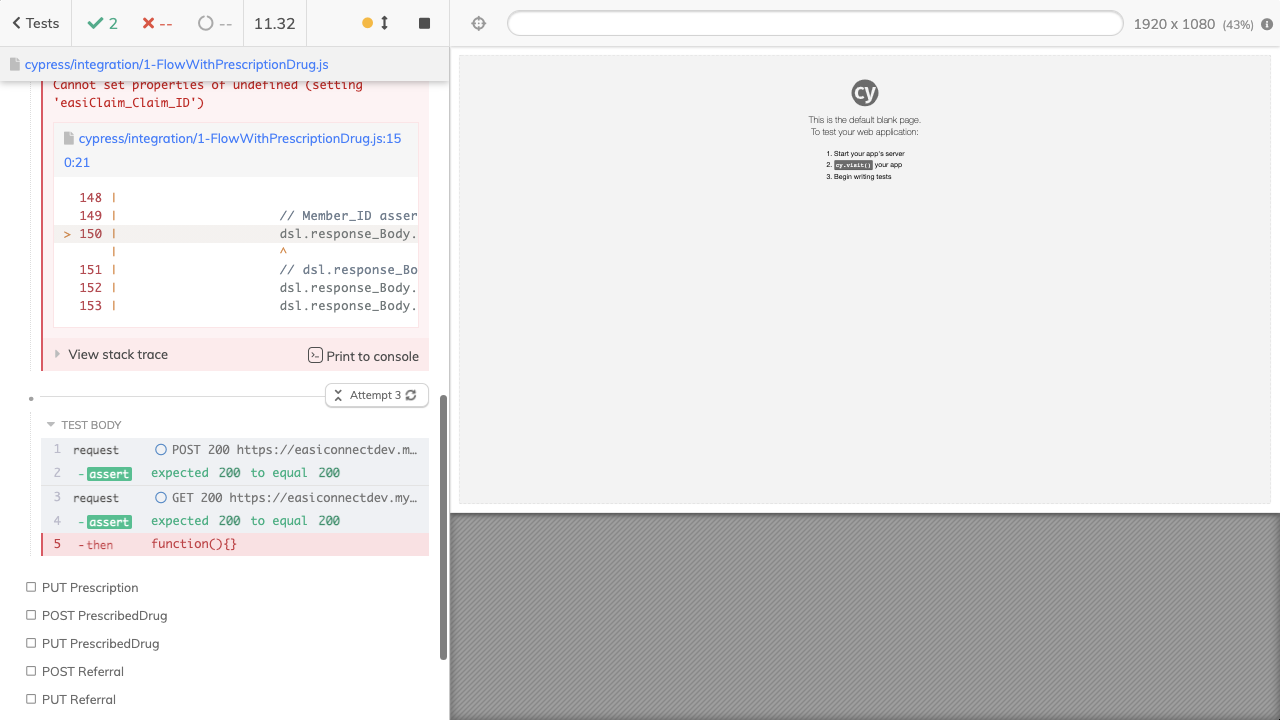 Tests
2
--
--
11.32
1920 x 1080 (43%)
cypress/integration/1-FlowWithPrescriptionDrug.js
Cannot set properties of undefined (setting
'easiClaim_Claim_ID')
cypress/integration/1-FlowWithPrescriptionDrug.js:15
0:21
148 |
149 | // Member_ID asser
> 150 | dsl.response_Body.
| ^
151 | // dsl.response_Bo
152 | dsl.response_Body.
153 | dsl.response_Body.
View stack trace
Print to console
Attempt 3
TEST BODY
1 request POST 200 https://easiconnectdev.m…
2 -assert expected 200 to equal 200
3 request GET 200 https://easiconnectdev.my…
4 -assert expected 200 to equal 200
5 -then function(){}
PUT Prescription
POST PrescribedDrug
PUT PrescribedDrug
POST Referral
PUT Referral
cy
This is the default blank page.
To test your web application:
1. Start your app's server
2. cy.visit() your app
3. Begin writing tests